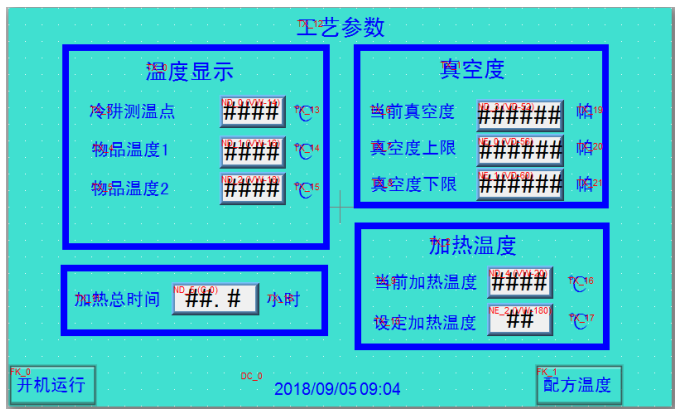 工艺参数
温度显示
冷阱测温点 #### ℃
物品温度1 #### ℃
物品温度2 #### ℃
真空度
当前真空度 ###### 帕
真空度上限 ###### 帕
真空度下限 ###### 帕
加热温度
当前加热温度 #### ℃
设定加热温度 ## ℃
加热总时间 ##.# 小时
开机运行
DC_0
2018/09/05 09:04
配方温度